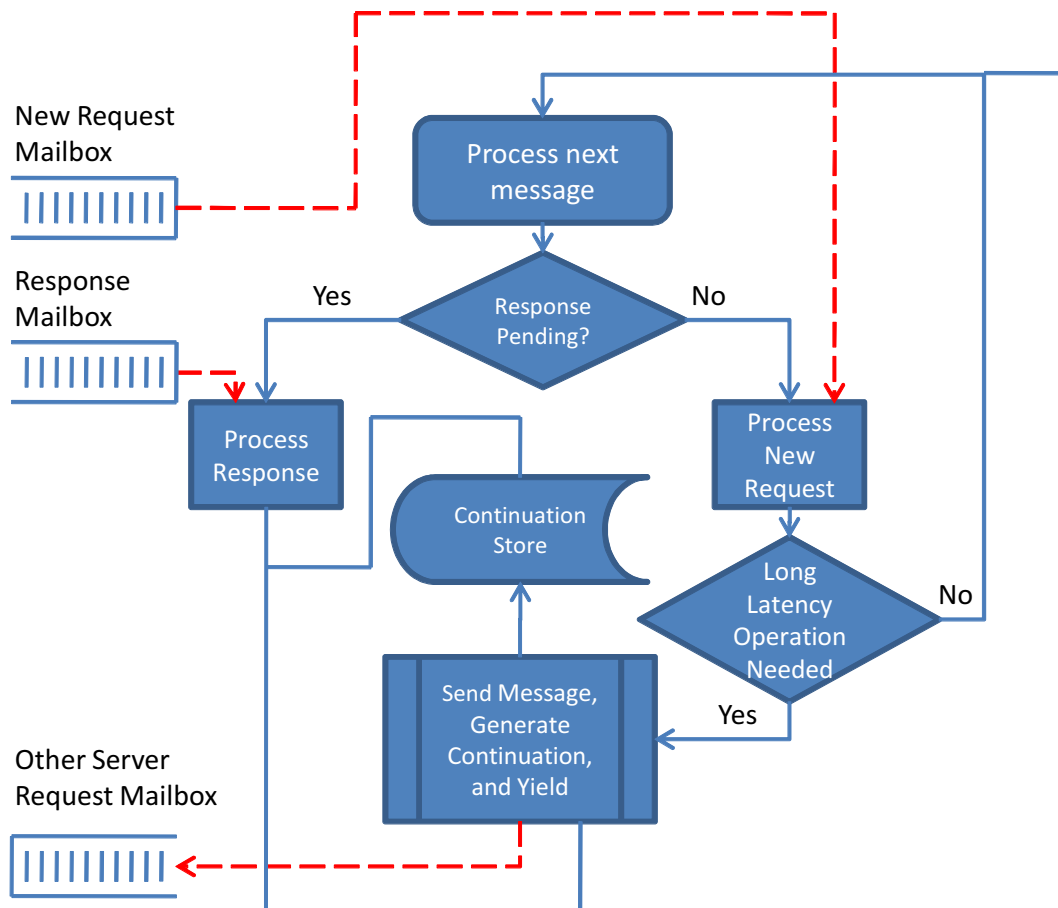 New Request
Mailbox
Process next
message
Response
Mailbox
Yes
Response
Pending?
No
Process
Response
Process
New
Request
Continuation
Store
Long
Latency
Operation
Needed
No
Send Message,
Generate
Continuation,
and Yield
Yes
Other Server
Request Mailbox